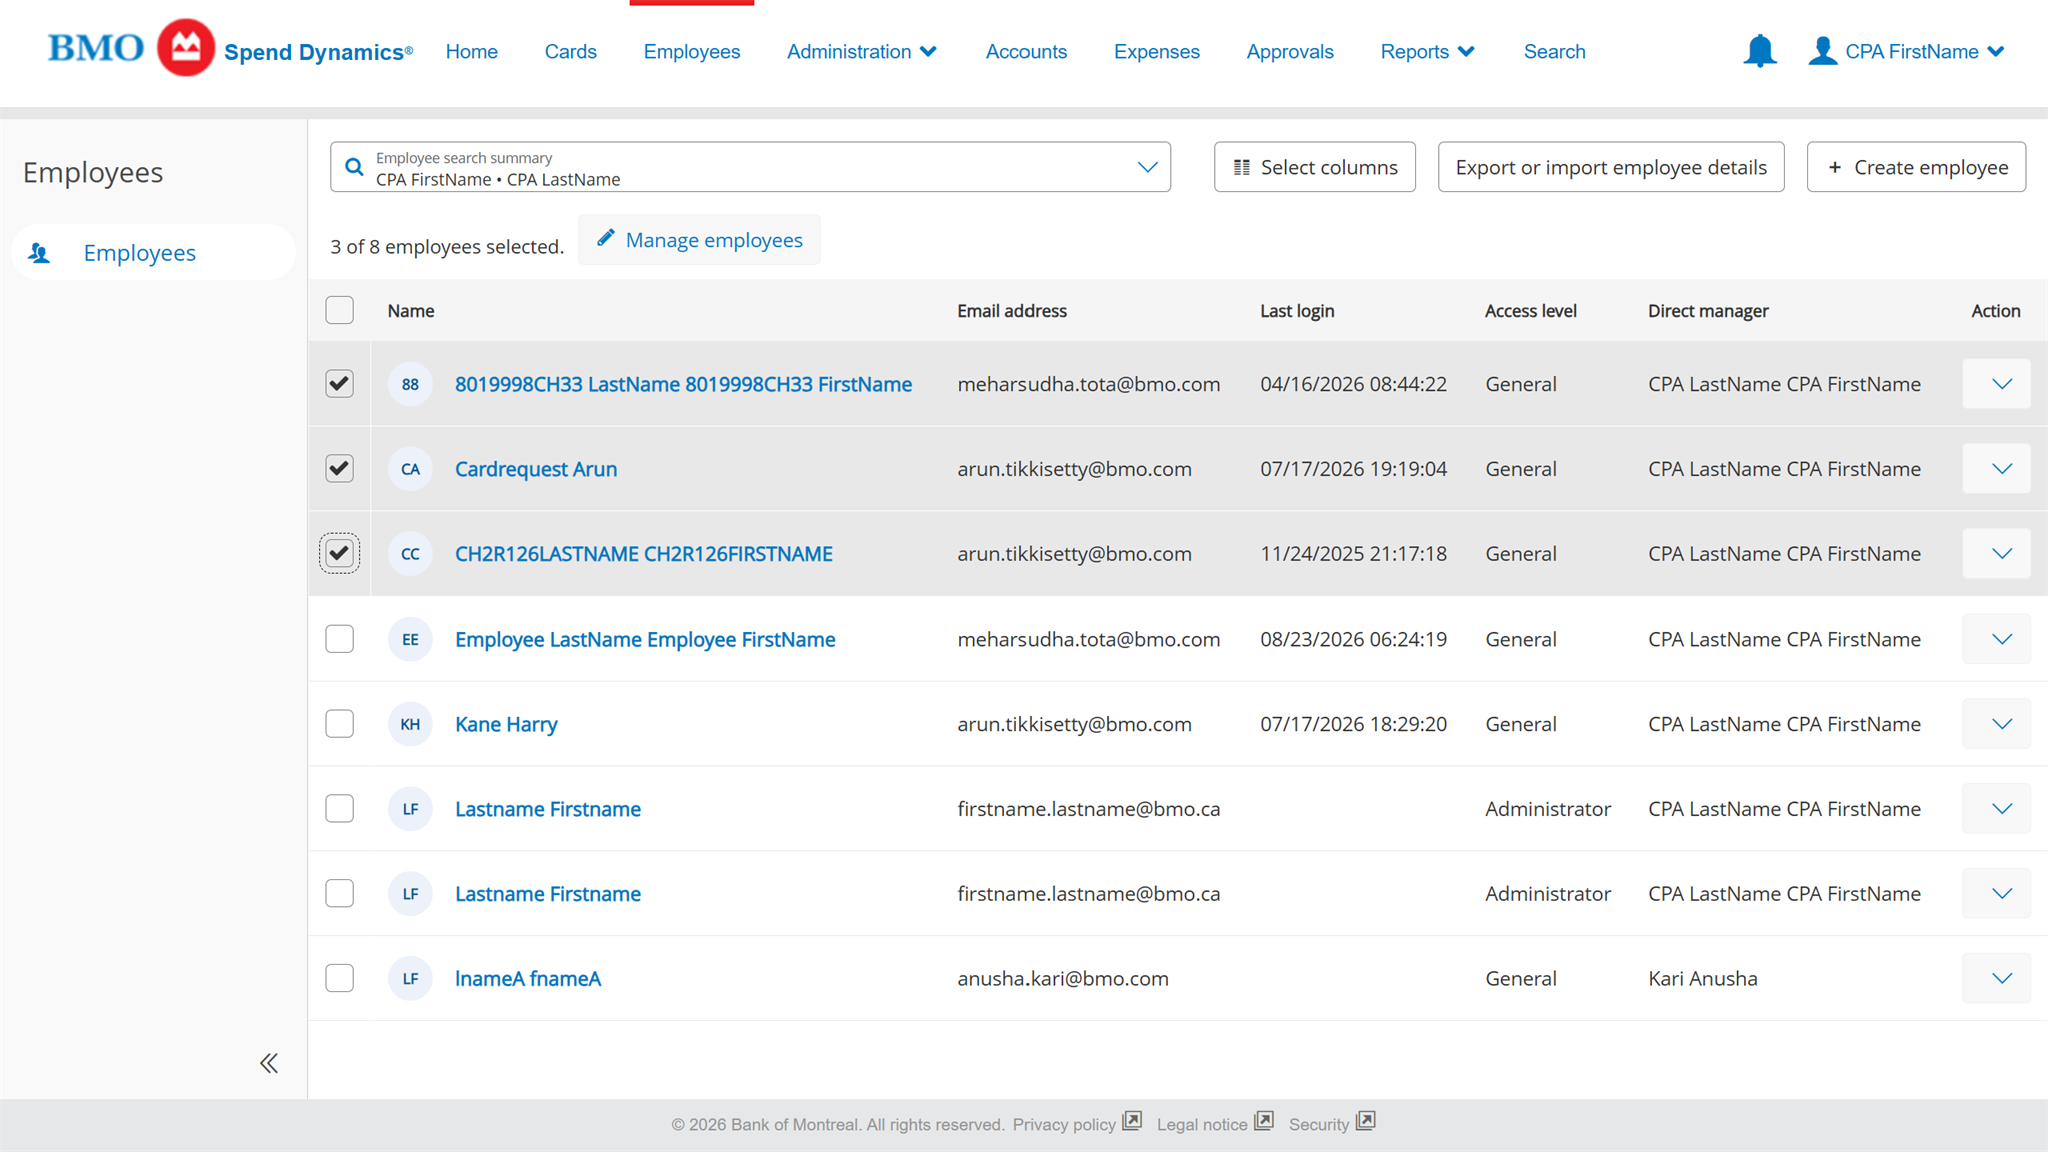 BMO Spend Dynamics® Home Cards Employees Administration Accounts Expenses Approvals Reports Search CPA FirstName
Employees
Employees
Employee search summary
CPA FirstName • CPA LastName
Select columns
Export or import employee details
+ Create employee
3 of 8 employees selected.
Manage employees
Name Email address Last login Access level Direct manager Action
88 8019998CH33 LastName 8019998CH33 FirstName meharsudha.tota@bmo.com 04/16/2026 08:44:22 General CPA LastName CPA FirstName
CA Cardrequest Arun arun.tikkisetty@bmo.com 07/17/2026 19:19:04 General CPA LastName CPA FirstName
CC CH2R126LASTNAME CH2R126FIRSTNAME arun.tikkisetty@bmo.com 11/24/2025 21:17:18 General CPA LastName CPA FirstName
EE Employee LastName Employee FirstName meharsudha.tota@bmo.com 08/23/2026 06:24:19 General CPA LastName CPA FirstName
KH Kane Harry arun.tikkisetty@bmo.com 07/17/2026 18:29:20 General CPA LastName CPA FirstName
LF Lastname Firstname firstname.lastname@bmo.ca Administrator CPA LastName CPA FirstName
LF Lastname Firstname firstname.lastname@bmo.ca Administrator CPA LastName CPA FirstName
LF lnameA fnameA anusha.kari@bmo.com General Kari Anusha
© 2026 Bank of Montreal. All rights reserved. Privacy policy Legal notice Security